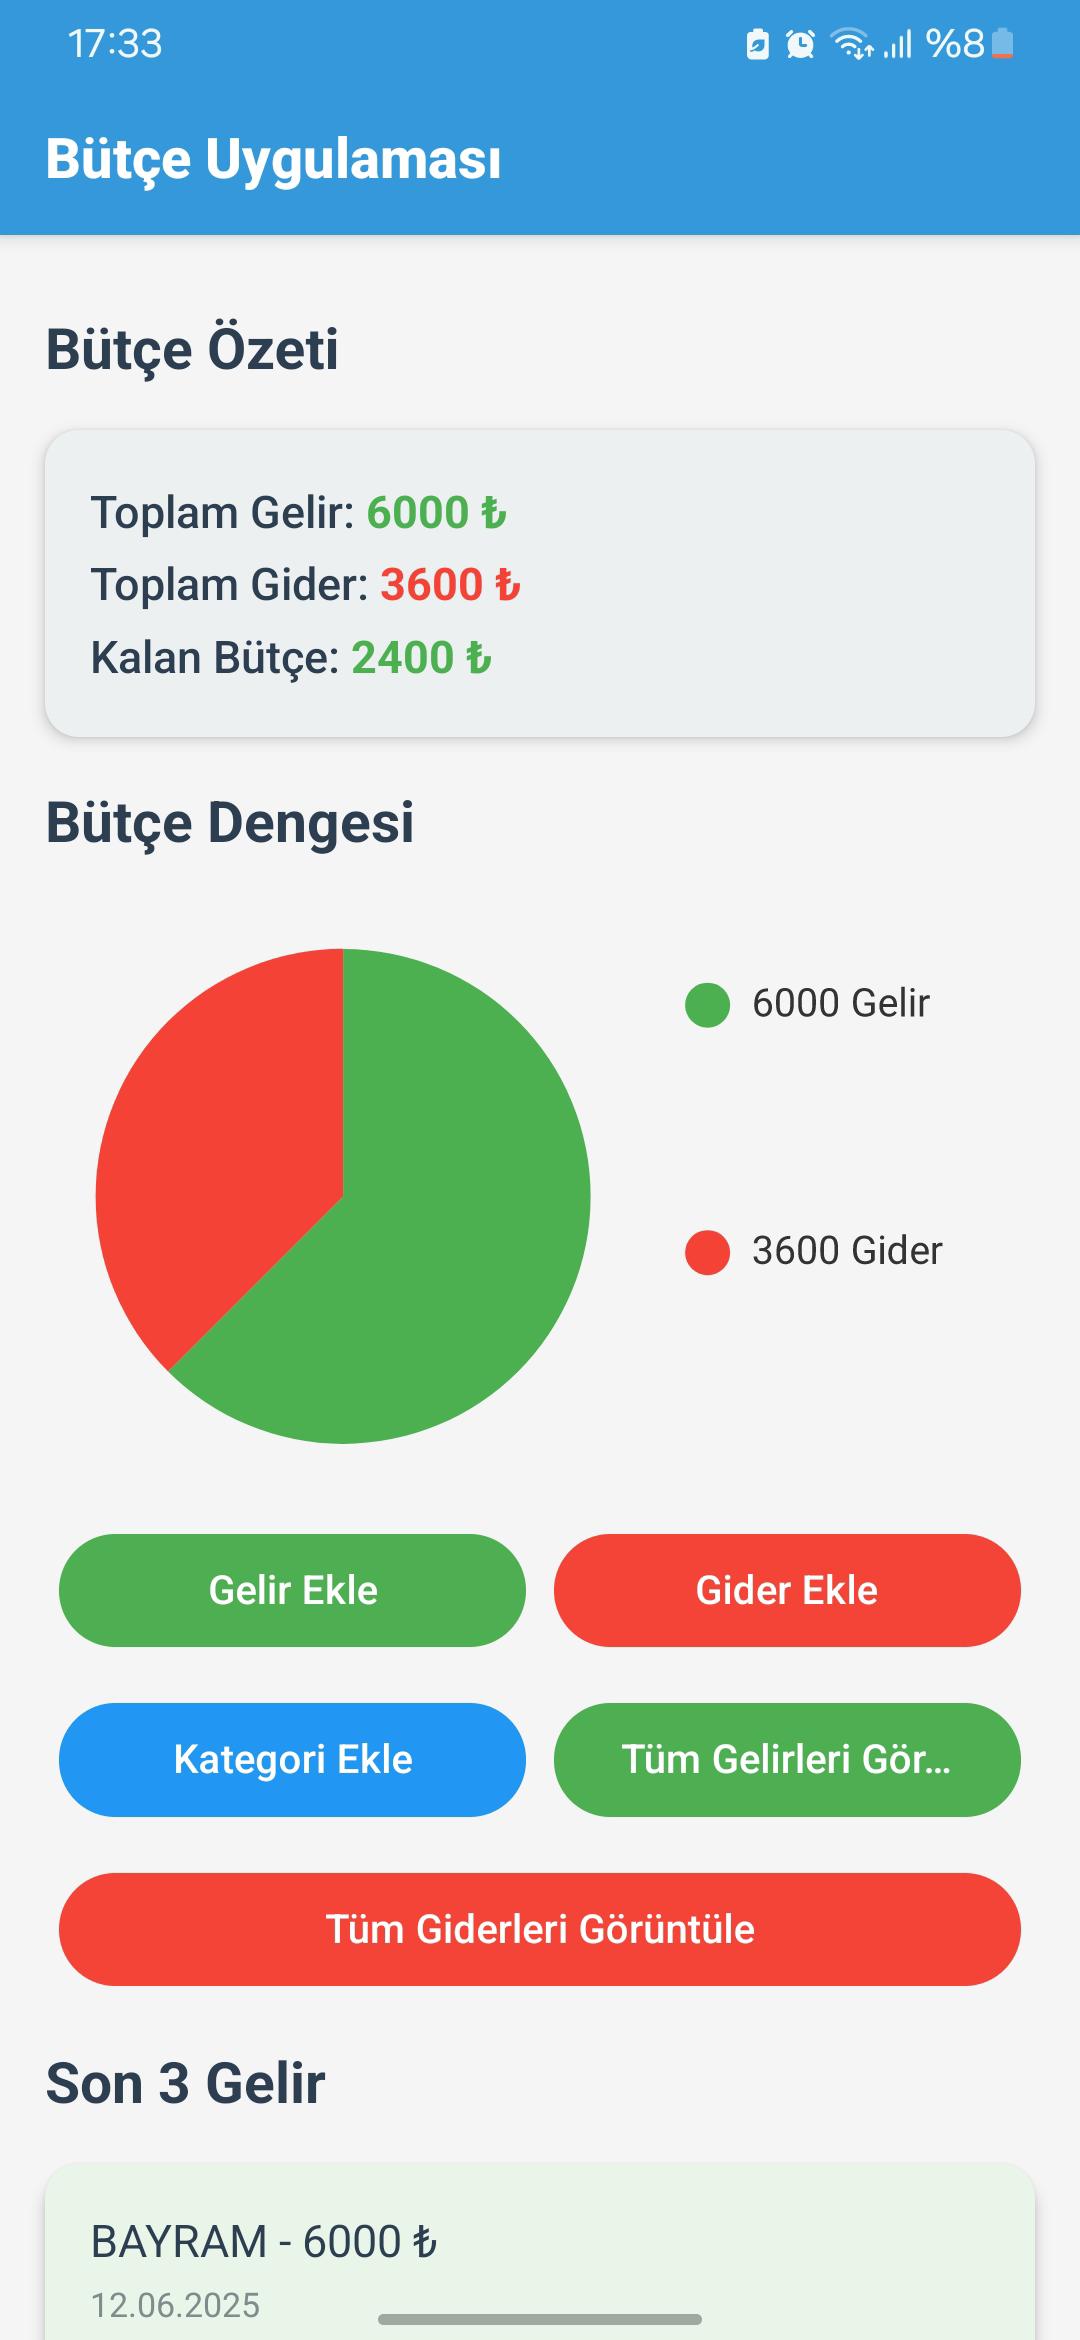 17:33 %8
Bütçe Uygulaması
Bütçe Özeti
Toplam Gelir: 6000 ₺
Toplam Gider: 3600 ₺
Kalan Bütçe: 2400 ₺
Bütçe Dengesi
6000 Gelir
3600 Gider
Gelir Ekle
Gider Ekle
Kategori Ekle
Tüm Gelirleri Gör...
Tüm Giderleri Görüntüle
Son 3 Gelir
BAYRAM - 6000 ₺
12.06.2025